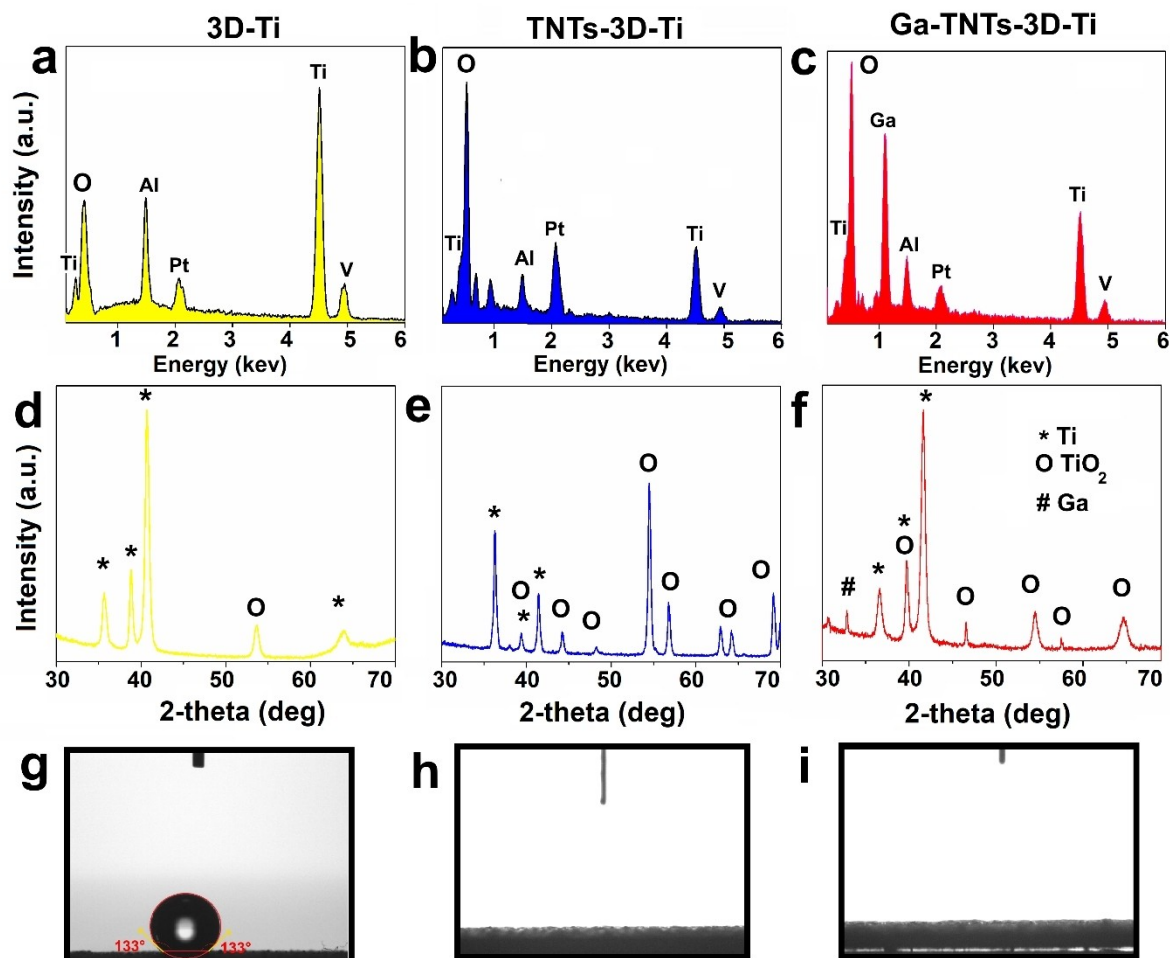 3D-Ti
TNTs-3D-Ti
Ga-TNTs-3D-Ti
a
Intensity (a.u.)
Ti
O
Al
Pt
Ti
V
1 2 3 4 5 6
Energy (kev)
b
Ti
O
Al
Pt
Ti
V
1 2 3 4 5 6
Energy (kev)
c
Ti
O
Ga
Al
Pt
Ti
V
0 1 2 3 4 5 6
Energy (kev)
d
Intensity (a.u.)
*
*
*
O
*
30 40 50 60 70
2-theta (deg)
e
*
O
*
*
O
O
O
O
O
O
30 40 50 60 70
2-theta (deg)
f
* Ti
O TiO2
# Ga
#
*
*
O
*
O
O
O
O
30 40 50 60 70
2-theta (deg)
g
133° 133°
h
i